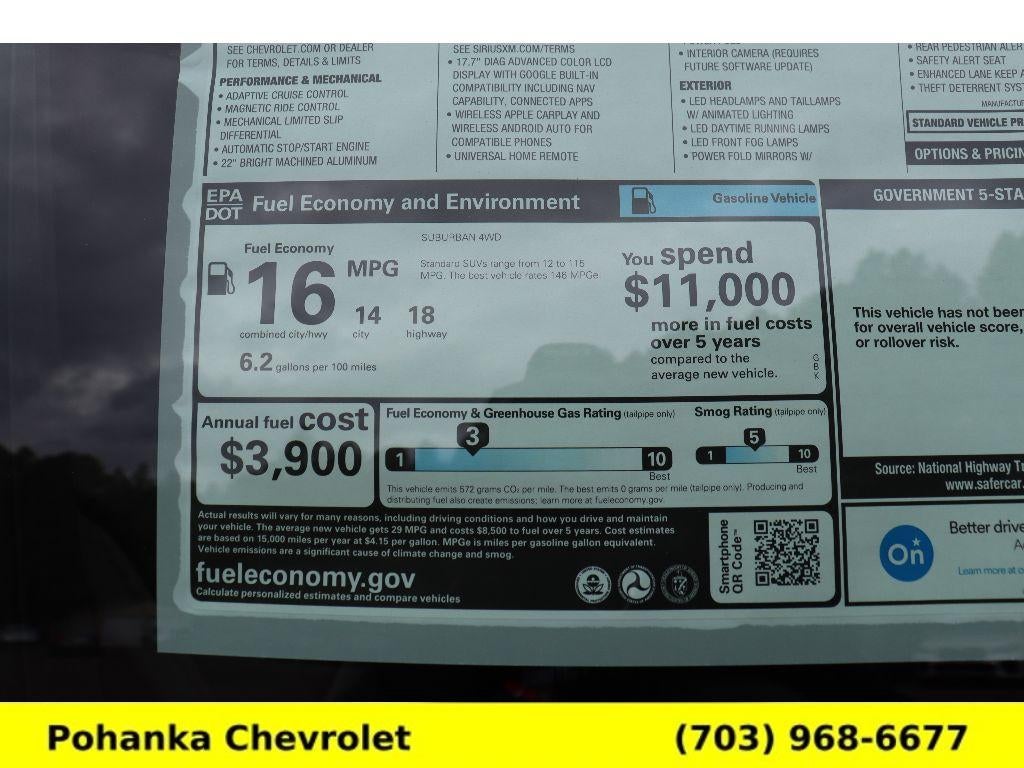 SEE CHEVROLET.COM OR DEALER
FOR TERMS, DETAILS & LIMITS
PERFORMANCE & MECHANICAL
• ADAPTIVE CRUISE CONTROL
• MAGNETIC RIDE CONTROL
• MECHANICAL LIMITED SLIP
DIFFERENTIAL
• AUTOMATIC STOP/START ENGINE
• 22" BRIGHT MACHINED ALUMINUM
SEE SIRIUSXM.COM/TERMS
• 17.7" DIAG ADVANCED COLOR LCD
DISPLAY WITH GOOGLE BUILT-IN
COMPATIBILITY INCLUDING NAV
CAPABILITY, CONNECTED APPS
• WIRELESS APPLE CARPLAY AND
WIRELESS ANDROID AUTO FOR
COMPATIBLE PHONES
• UNIVERSAL HOME REMOTE
• INTERIOR CAMERA (REQUIRES
FUTURE SOFTWARE UPDATE)
EXTERIOR
• LED HEADLAMPS AND TAILLAMPS
W/ ANIMATED LIGHTING
• LED DAYTIME RUNNING LAMPS
• LED FRONT FOG LAMPS
• POWER FOLD MIRRORS W/
• REAR PEDESTRIAN ALER
• SAFETY ALERT SEAT
• ENHANCED LANE KEEP A
• THEFT DETERRENT SYS
MANUFACTU
STANDARD VEHICLE PR
OPTIONS & PRICIN
EPA
DOT
Fuel Economy and Environment
Gasoline Vehicle
Fuel Economy
SUBURBAN 4WD
16 MPG
Standard SUVs range from 12 to 115
MPG. The best vehicle rates 146 MPGe
14
18
combined city/hwy
city
highway
6.2 gallons per 100 miles
You spend
$11,000
more in fuel costs
over 5 years
compared to the
average new vehicle.
G
B
K
Annual fuel cost
$3,900
Fuel Economy & Greenhouse Gas Rating (tailpipe only)
3
1
10
Best
Smog Rating (tailpipe only)
5
1
10
Best
This vehicle emits 572 grams CO₂ per mile. The best emits 0 grams per mile (tailpipe only). Producing and
distributing fuel also create emissions; learn more at fueleconomy.gov.
Actual results will vary for many reasons, including driving conditions and how you drive and maintain
your vehicle. The average new vehicle gets 29 MPG and costs $8,500 to fuel over 5 years. Cost estimates
are based on 15,000 miles per year at $4.15 per gallon. MPGe is miles per gasoline gallon equivalent.
Vehicle emissions are a significant cause of climate change and smog.
fueleconomy.gov
Calculate personalized estimates and compare vehicles
Smartphone
QR Code™
GOVERNMENT 5-STA
This vehicle has not been
for overall vehicle score,
or rollover risk.
Source: National Highway Tr
www.safercar.
On
Better drive
Learn more at o
Pohanka Chevrolet
(703) 968-6677